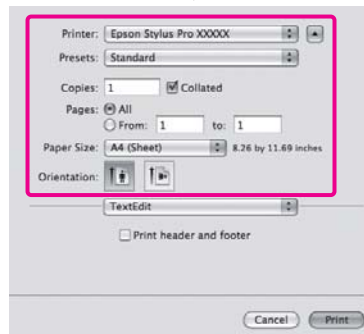 Printer: Epson Stylus Pro XXXXX
Presets: Standard
Copies: 1 Collated
Pages: All
From: 1 to: 1
Paper Size: A4 (Sheet) 8.26 by 11.69 inches
Orientation:
TextEdit
Print header and footer
Cancel Print